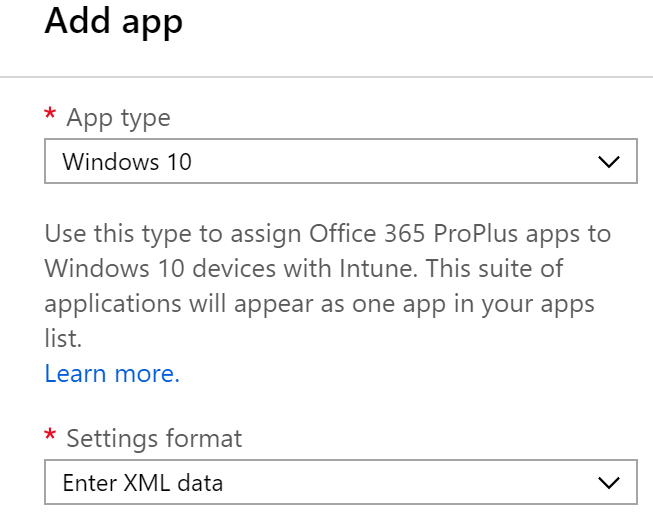 Add app
* App type
Windows 10
Use this type to assign Office 365 ProPlus apps to
Windows 10 devices with Intune. This suite of
applications will appear as one app in your apps
list.
Learn more.
* Settings format
Enter XML data